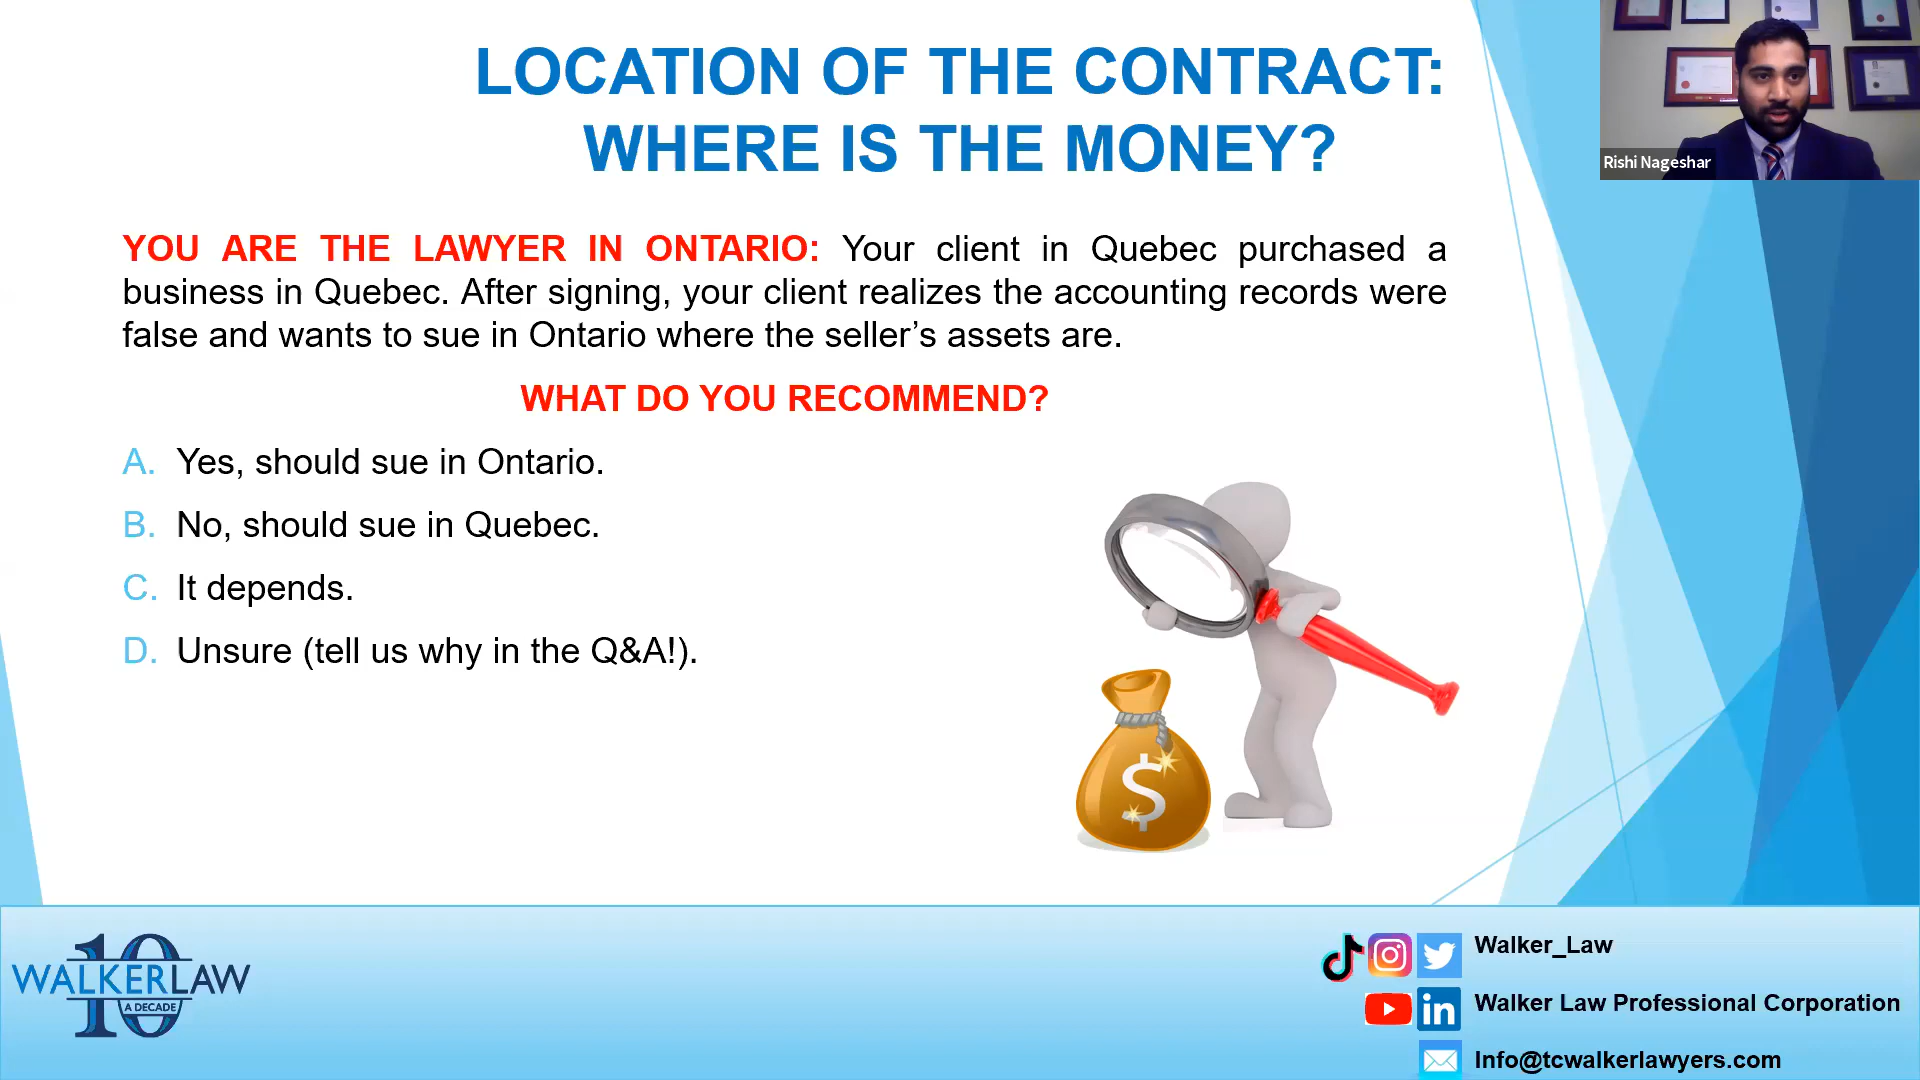 LOCATION OF THE CONTRACT:
WHERE IS THE MONEY?
Rishi Nageshar
YOU ARE THE LAWYER IN ONTARIO: Your client in Quebec purchased a
business in Quebec. After signing, your client realizes the accounting records were
false and wants to sue in Ontario where the seller’s assets are.
WHAT DO YOU RECOMMEND?
A. Yes, should sue in Ontario.
B. No, should sue in Quebec.
C. It depends.
D. Unsure (tell us why in the Q&A!).
$
10
WALKERLAW
A DECADE
Walker_Law
in
Walker Law Professional Corporation
Info@tcwalkerlawyers.com